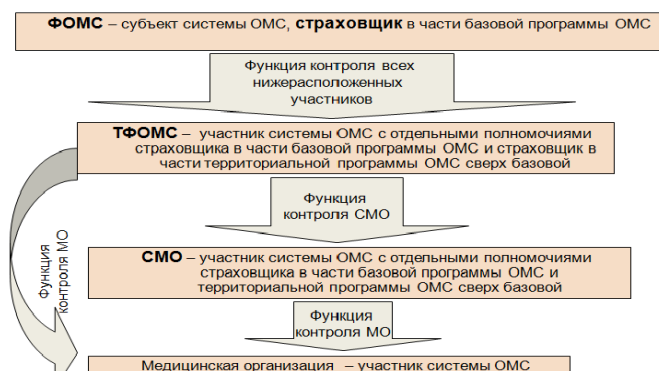 ФОМС – субъект системы ОМС, страховщик в части базовой программы ОМС
Функция контроля всех
нижерасположенных
участников
ТФОМС – участник системы ОМС с отдельными полномочиями
страховщика в части базовой программы ОМС и страховщик в
части территориальной программы ОМС сверх базовой
Функция
контроля СМО
Функция
контроля МО
СМО – участник системы ОМС с отдельными полномочиями
страховщика в части базовой программы ОМС и
территориальной программы ОМС сверх базовой
Функция
контроля МО
Медицинская организация – участник системы ОМС